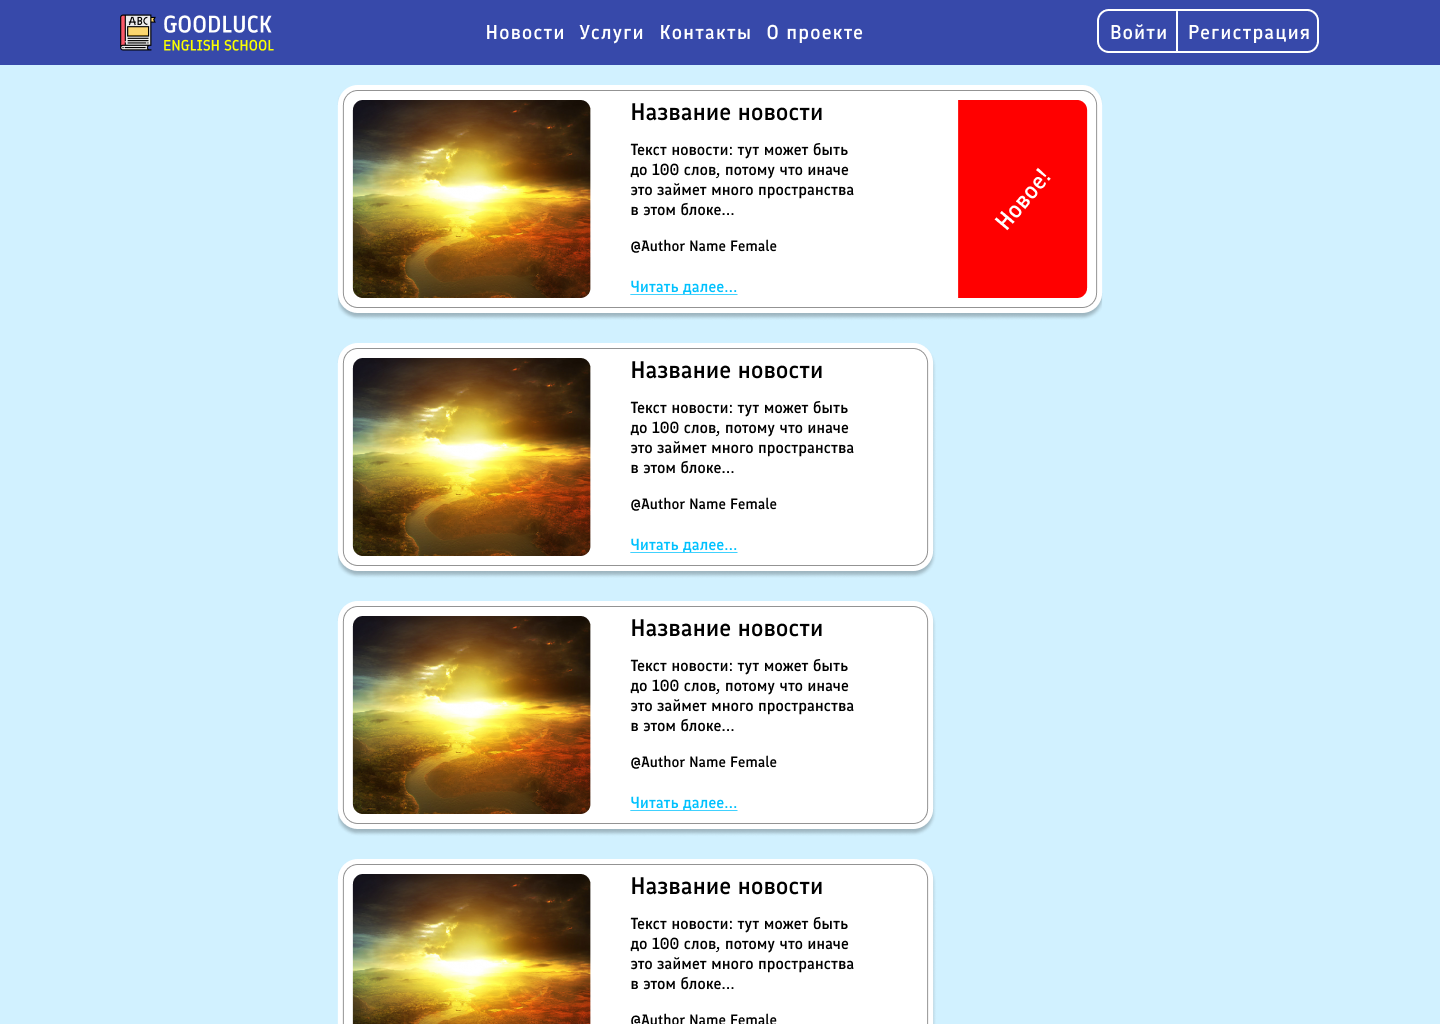 ABC
GOODLUCK
ENGLISH SCHOOL
Новости Услуги Контакты О проекте
Войти Регистрация
Название новости
Текст новости: тут может быть
до 100 слов, потому что иначе
это займет много пространства
в этом блоке...
@Author Name Female
Читать далее...
Новое!
Название новости
Текст новости: тут может быть
до 100 слов, потому что иначе
это займет много пространства
в этом блоке...
@Author Name Female
Читать далее...
Название новости
Текст новости: тут может быть
до 100 слов, потому что иначе
это займет много пространства
в этом блоке...
@Author Name Female
Читать далее...
Название новости
Текст новости: тут может быть
до 100 слов, потому что иначе
это займет много пространства
в этом блоке...
@Author Name Female